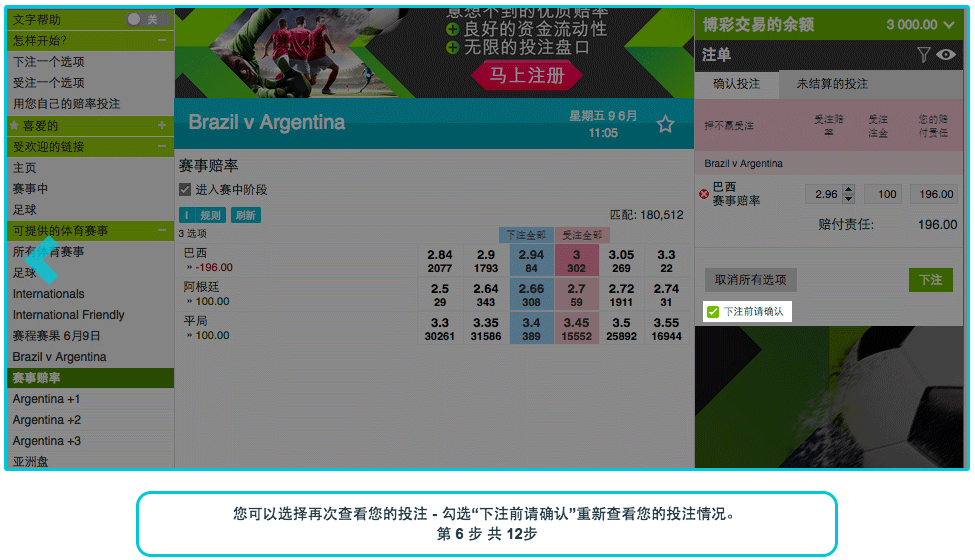 文字帮助 关
怎样开始? −
下注一个选项
受注一个选项
用您自己的赔率投注
喜爱的 +
受欢迎的链接 −
主页
赛事中
足球
可提供的体育赛事 −
所有体育赛事
足球
Internationals
International Friendly
赛程赛果 6月9日
Brazil v Argentina
赛事赔率
Argentina +1
Argentina +2
Argentina +3
亚洲盘
意想不到的优质赔率
良好的资金流动性
无限的投注盘口
马上注册
Brazil v Argentina
星期五 9 6月
11:05
赛事赔率
进入赛中阶段
i 规则 刷新
匹配: 180,512
3 选项 下注全部 受注全部
巴西 2.84 2.9 2.94 3 3.05 3.3
» -196.00 2077 1793 84 302 269 22
阿根廷 2.5 2.64 2.66 2.7 2.72 2.74
» 100.00 29 343 308 59 1911 31
平局 3.3 3.35 3.4 3.45 3.5 3.55
» 100.00 30261 31586 389 15552 25892 16944
博彩交易的余额 3 000.00
注单
确认投注 未结算的投注
押不赢受注 受注赔率 受注注金 您的赔付责任
Brazil v Argentina
巴西
赛事赔率 2.96 100 196.00
赔付责任: 196.00
取消所有选项 下注
下注前请确认
您可以选择再次查看您的投注 - 勾选“下注前请确认”重新查看您的投注情况。
第 6 步 共 12步